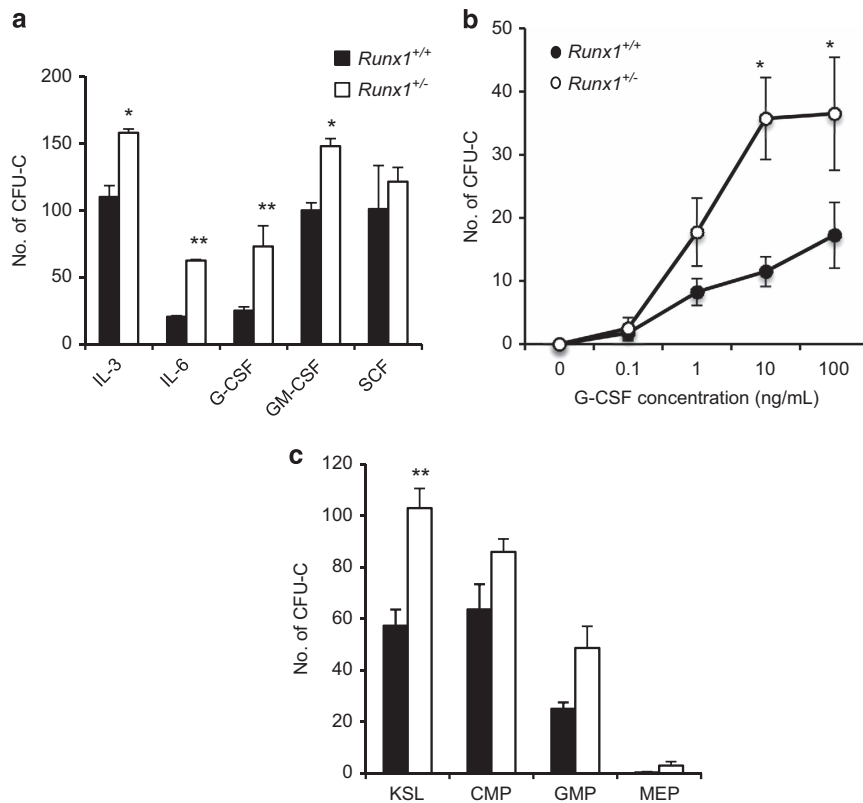 a
Runx1+/+
Runx1+/-
200
150
100
50
0
No. of CFU-C
*
**
**
*
IL-3
IL-6
G-CSF
GM-CSF
SCF
b
Runx1+/+
Runx1+/-
50
40
30
20
10
0
No. of CFU-C
*
*
0
0.1
1
10
100
G-CSF concentration (ng/mL)
c
120
100
80
60
40
20
0
No. of CFU-C
**
KSL
CMP
GMP
MEP